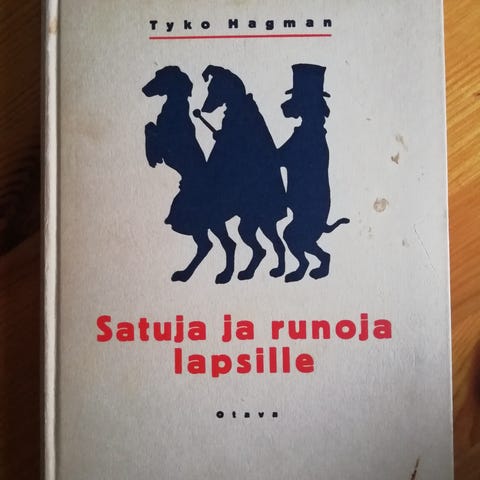 Tyko Hagman
Satuja ja runoja
lapsille
Otava